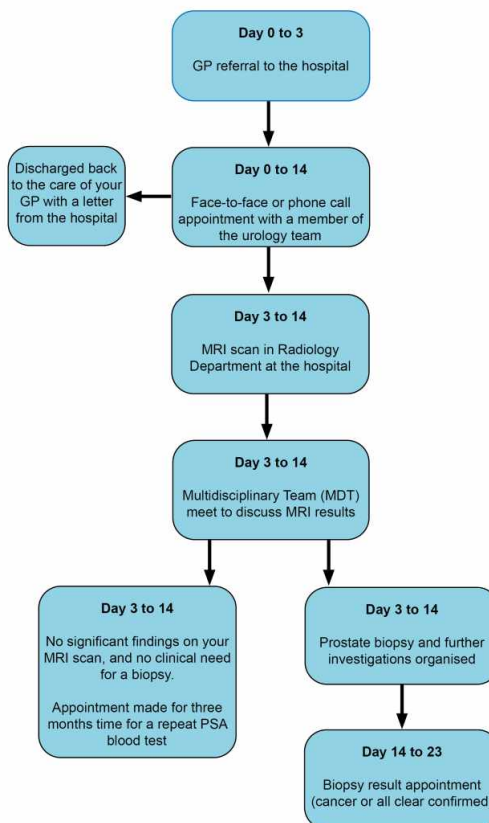 Day 0 to 3
GP referral to the hospital
Discharged back
to the care of your
GP with a letter
from the hospital
Day 0 to 14
Face-to-face or phone call
appointment with a member of
the urology team
Day 3 to 14
MRI scan in Radiology
Department at the hospital
Day 3 to 14
Multidisciplinary Team (MDT)
meet to discuss MRI results
Day 3 to 14
No significant findings on your
MRI scan, and no clinical need
for a biopsy.
Appointment made for three
months time for a repeat PSA
blood test
Day 3 to 14
Prostate biopsy and further
investigations organised
Day 14 to 23
Biopsy result appointment
(cancer or all clear confirmed